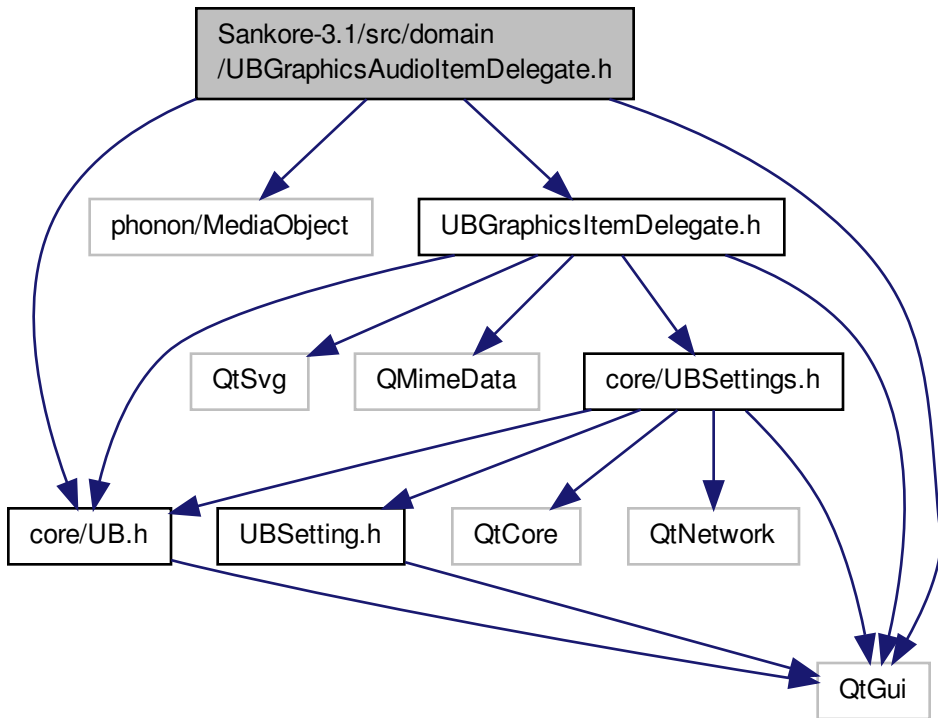 Sankore-3.1/src/domain
/UBGraphicsAudioItemDelegate.h
phonon/MediaObject
UBGraphicsItemDelegate.h
QtSvg
QMimeData
core/UBSettings.h
core/UB.h
UBSetting.h
QtCore
QtNetwork
QtGui